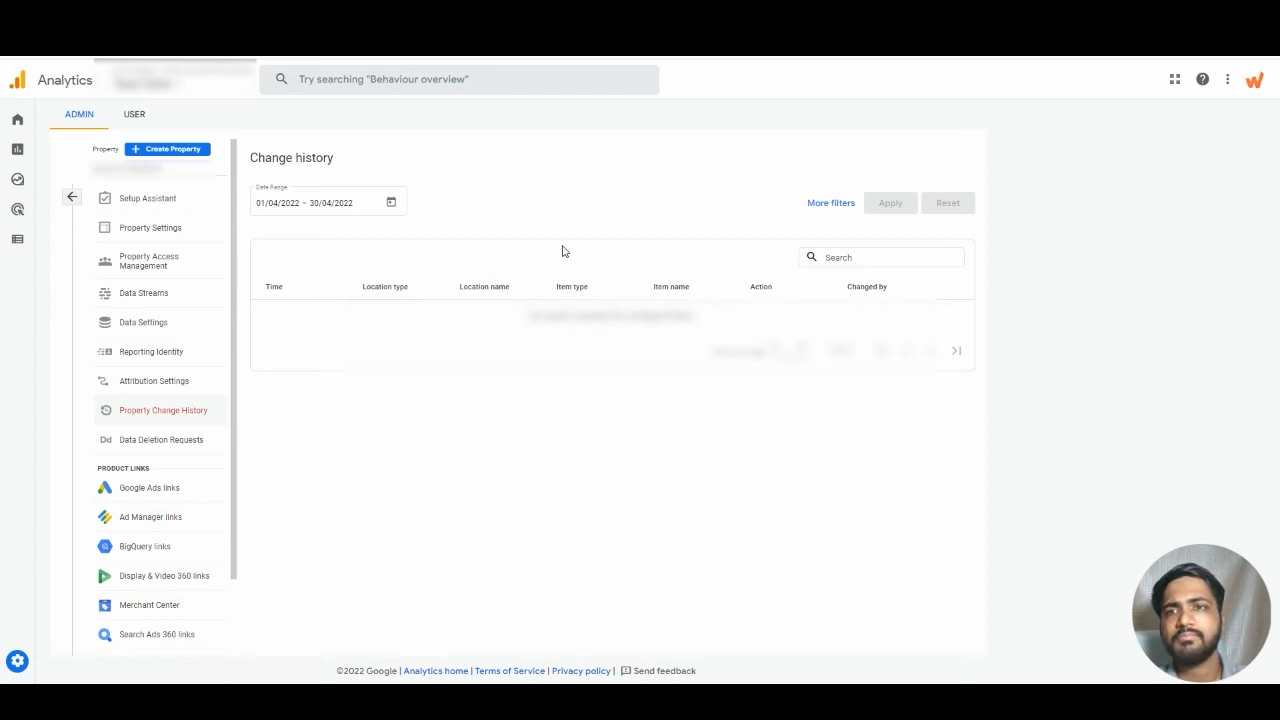 Analytics
Try searching "Behaviour overview"
ADMIN
USER
Property
Create Property
Setup Assistant
Property Settings
Property Access
Management
Data Streams
Data Settings
Reporting Identity
Attribution Settings
Property Change History
Dd
Data Deletion Requests
PRODUCT LINKS
Google Ads links
Ad Manager links
BigQuery links
Display & Video 360 links
Merchant Center
Search Ads 360 links
Change history
Date Range
01/04/2022 – 30/04/2022
More filters
Apply
Reset
Search
Time Location type Location name Item type Item name Action Changed by
©2022 Google | Analytics home | Terms of Service | Privacy policy | Send feedback